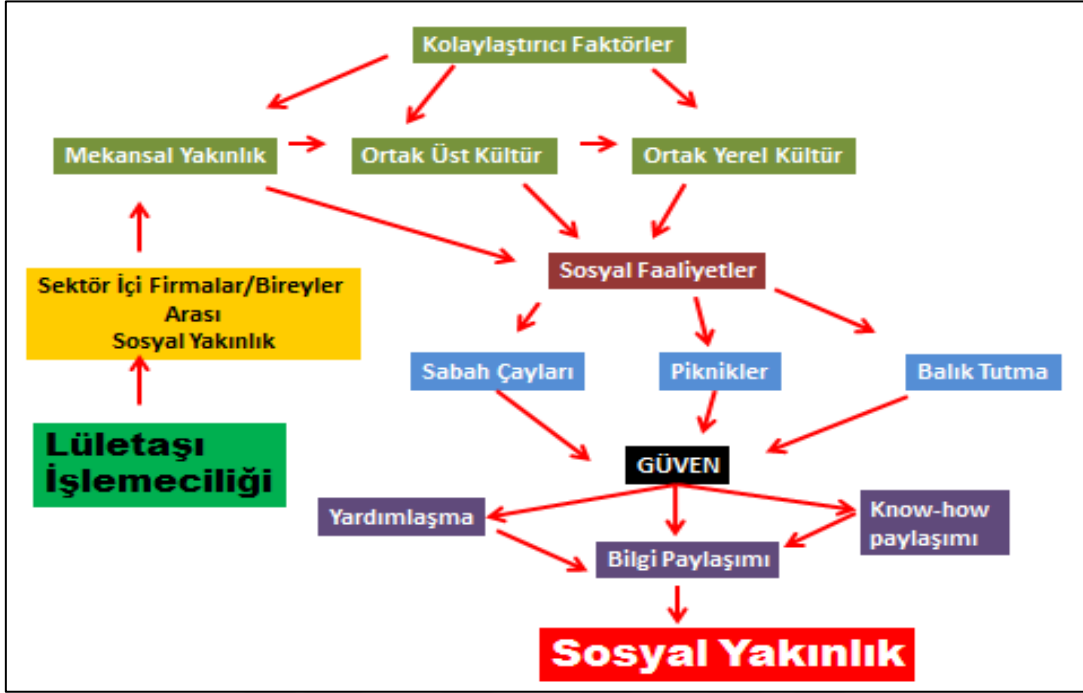 Kolaylaştırıcı Faktörler
Mekansal Yakınlık
Ortak Üst Kültür
Ortak Yerel Kültür
Sosyal Faaliyetler
Sektör İçi Firmalar/Bireyler
Arası
Sosyal Yakınlık
Sabah Çayları
Piknikler
Balık Tutma
Lületaşı
İşlemeciliği
GÜVEN
Yardımlaşma
Know-how
paylaşımı
Bilgi Paylaşımı
Sosyal Yakınlık